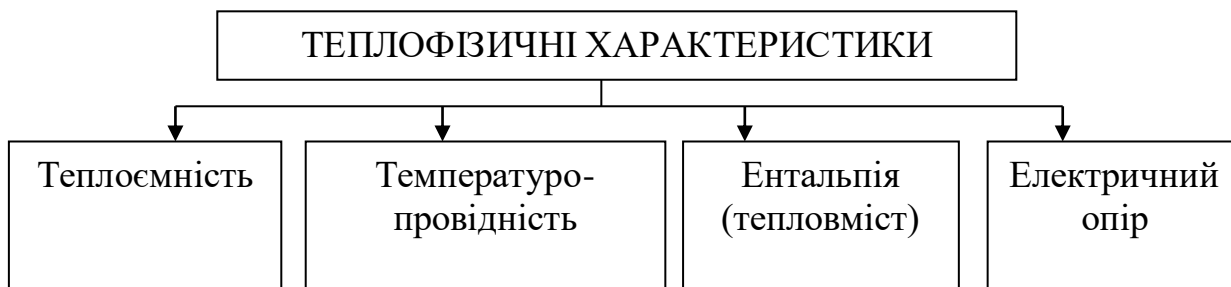 ТЕПЛОФІЗИЧНІ ХАРАКТЕРИСТИКИ
Теплоємність
Температуро-
провідність
Ентальпія
(тепловміст)
Електричний
опір